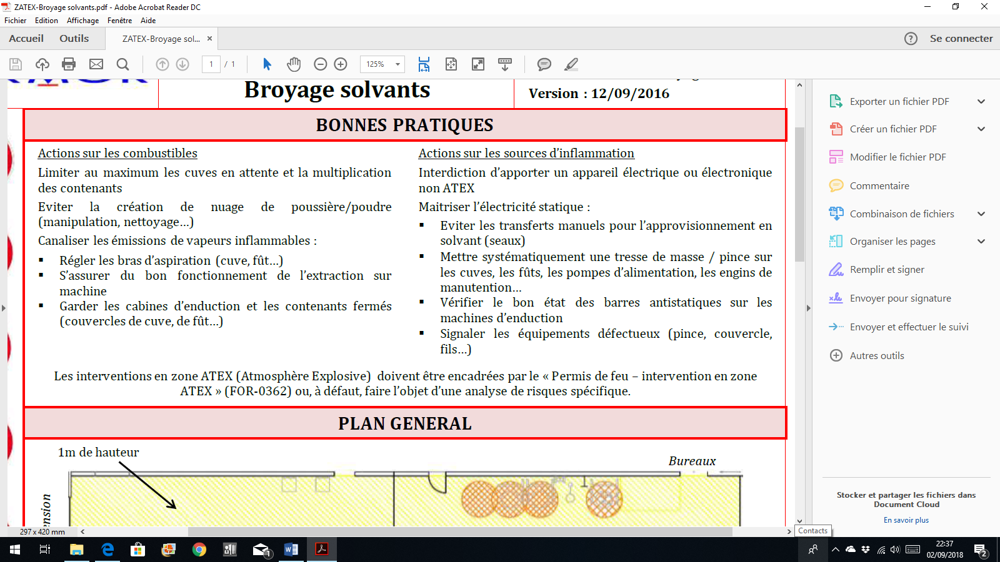 ZATEX-Broyage solvants.pdf - Adobe Acrobat Reader DC
Fichier Edition Affichage Fenêtre Aide
Accueil Outils ZATEX-Broyage sol... × Se connecter
1 / 1 125%
Broyage solvants
Version : 12/09/2016
BONNES PRATIQUES
Actions sur les combustibles
Limiter au maximum les cuves en attente et la multiplication
des contenants
Eviter la création de nuage de poussière/poudre
(manipulation, nettoyage…)
Canaliser les émissions de vapeurs inflammables :
▪ Régler les bras d’aspiration (cuve, fût…)
▪ S’assurer du bon fonctionnement de l’extraction sur
machine
▪ Garder les cabines d’enduction et les contenants fermés
(couvercles de cuve, de fût…)
Actions sur les sources d’inflammation
Interdiction d’apporter un appareil électrique ou électronique
non ATEX
Maitriser l’électricité statique :
▪ Eviter les transferts manuels pour l’approvisionnement en
solvant (seaux)
▪ Mettre systématiquement une tresse de masse / pince sur
les cuves, les fûts, les pompes d’alimentation, les engins de
manutention…
▪ Vérifier le bon état des barres antistatiques sur les
machines d’enduction
▪ Signaler les équipements défectueux (pince, couvercle,
fils…)
Les interventions en zone ATEX (Atmosphère Explosive) doivent être encadrées par le « Permis de feu – intervention en zone
ATEX » (FOR-0362) ou, à défaut, faire l’objet d’une analyse de risques spécifique.
PLAN GENERAL
1m de hauteur
Bureaux
Exporter un fichier PDF
Créer un fichier PDF
Modifier le fichier PDF
Commentaire
Combinaison de fichiers
Organiser les pages
Remplir et signer
Envoyer pour signature
Envoyer et effectuer le suivi
Autres outils
Stocker et partager les fichiers dans
Document Cloud
En savoir plus
297 x 420 mm
Contacts
1
22:37
02/09/2018
2